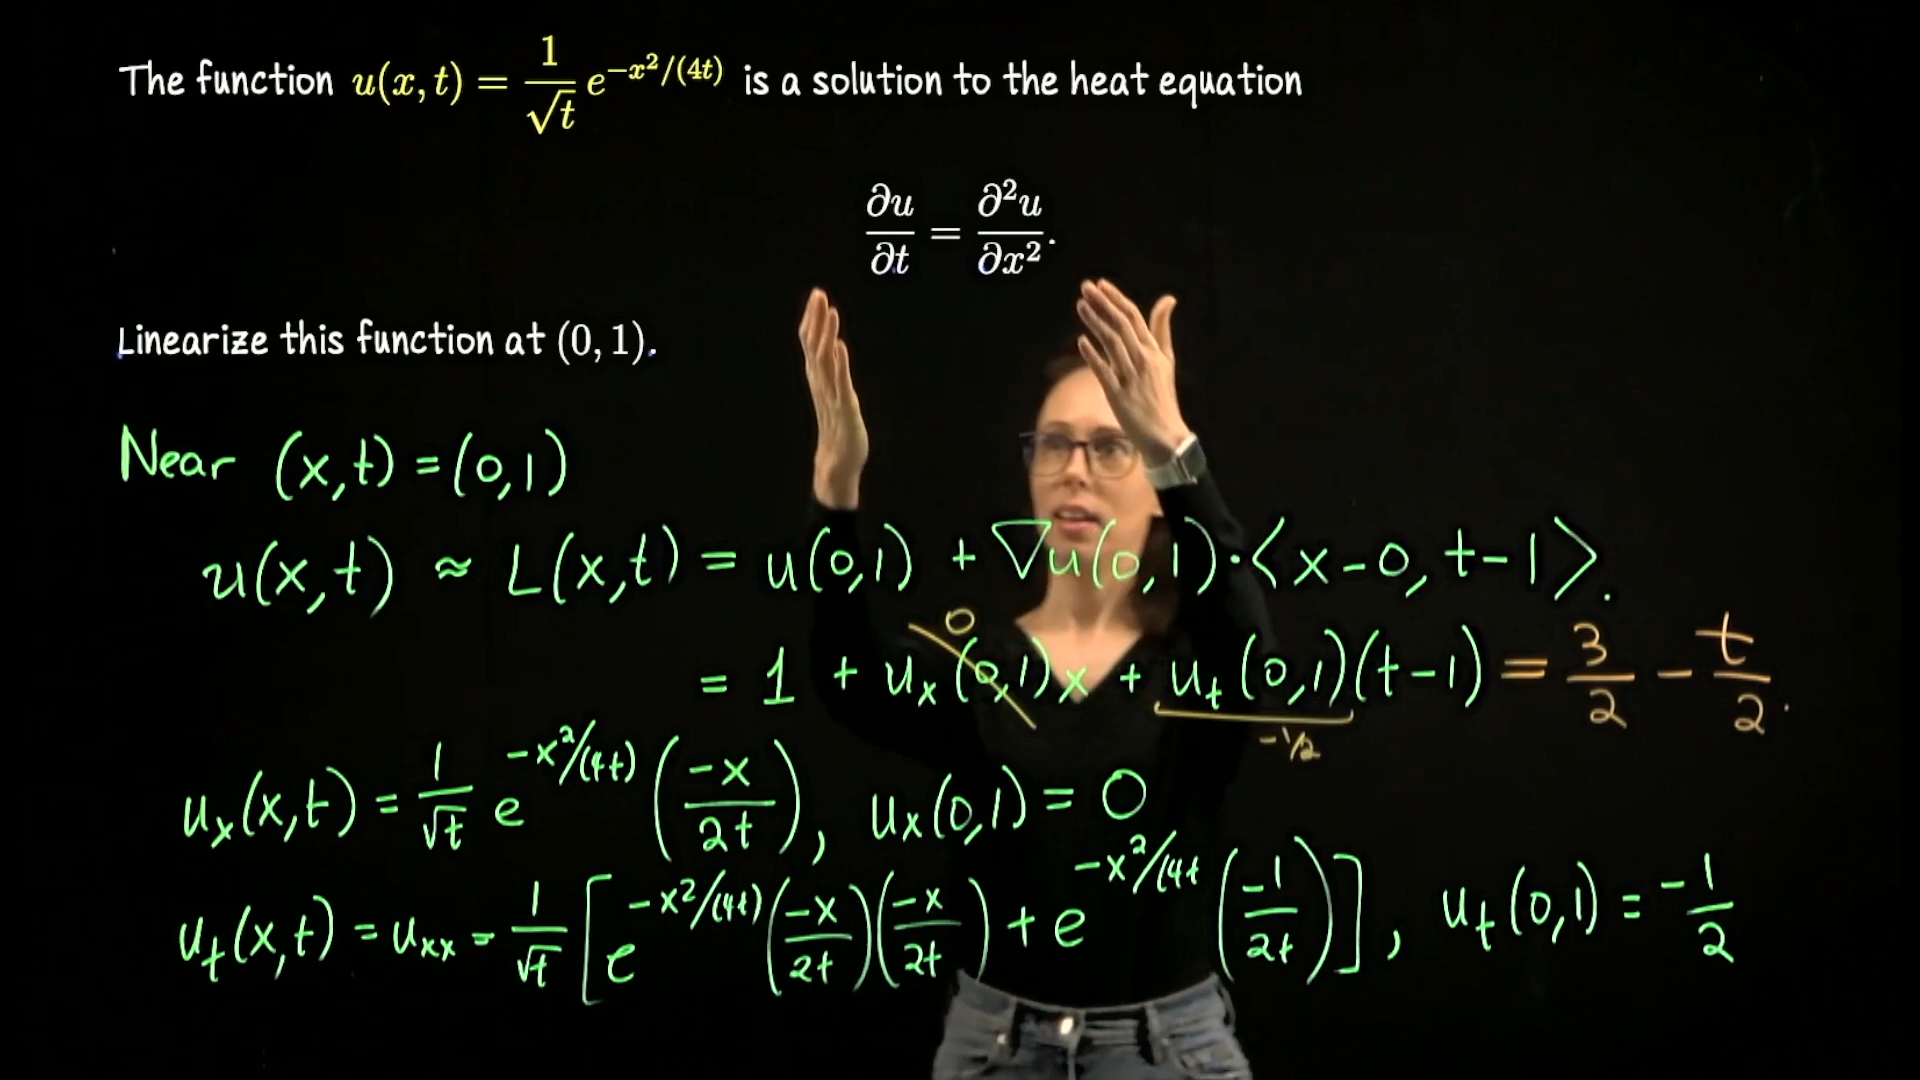 The function u(x, t) = 1/√t e^{-x²/(4t)} is a solution to the heat equation
∂u/∂t = ∂²u/∂x².
Linearize this function at (0, 1).
Near (x,t) = (0,1)
u(x,t) ≈ L(x,t) = u(0,1) + ∇u(0,1)·⟨x-0, t-1⟩.
0
= 1 + u_x(0,1)x + u_t(0,1)(t-1) = 3/2 - t/2.
-1/2
u_x(x,t) = 1/√t e^{-x²/(4t)} (-x/2t), u_x(0,1) = 0
u_t(x,t) = u_xx = 1/√t [e^{-x²/(4t)} (-x/2t)(-x/2t) + e^{-x²/(4t} (-1/2t)], u_t(0,1) = -1/2